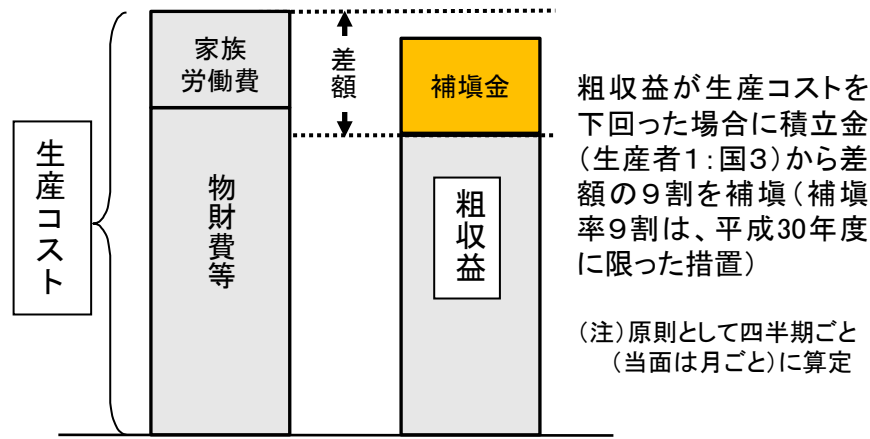 生産コスト
家族
労働費
物財費等
差額
補塡金
粗収益
粗収益が生産コストを
下回った場合に積立金
（生産者１：国３）から差
額の９割を補塡（補塡
率９割は、平成30年度
に限った措置）
（注）原則として四半期ごと
（当面は月ごと）に算定